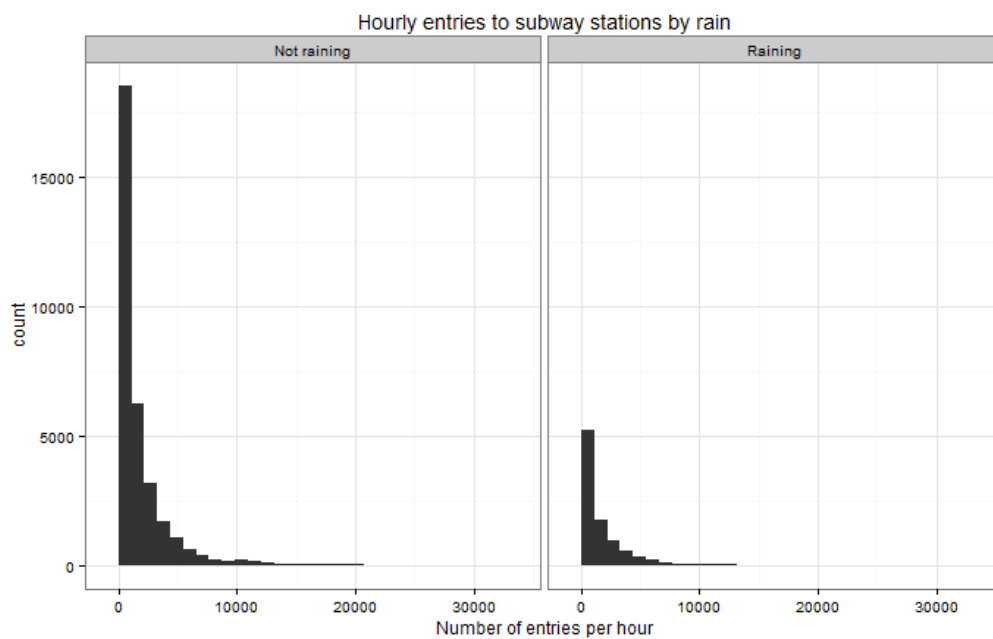 Hourly entries to subway stations by rain
Not raining
Raining
15000
10000
5000
0
count
0 10000 20000 30000
0 10000 20000 30000
Number of entries per hour